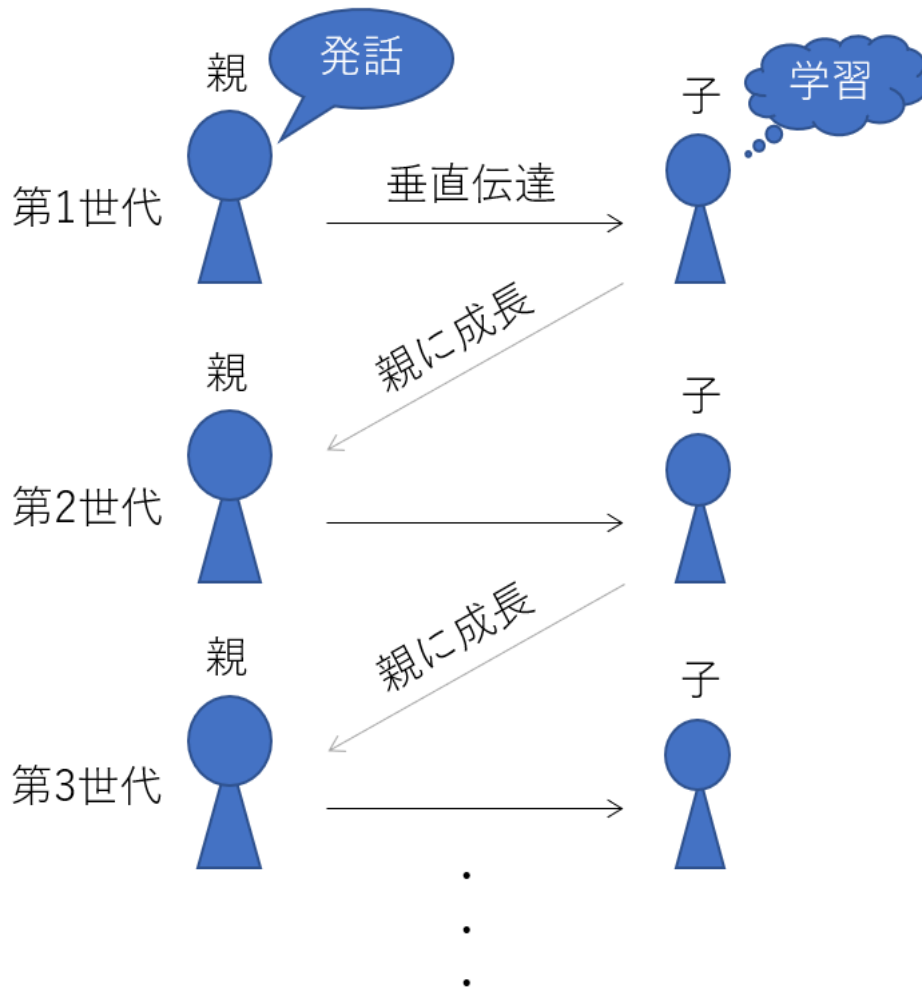 発話
親
子
学習
第1世代
垂直伝達
親に成長
親
子
第2世代
親に成長
親
子
第3世代